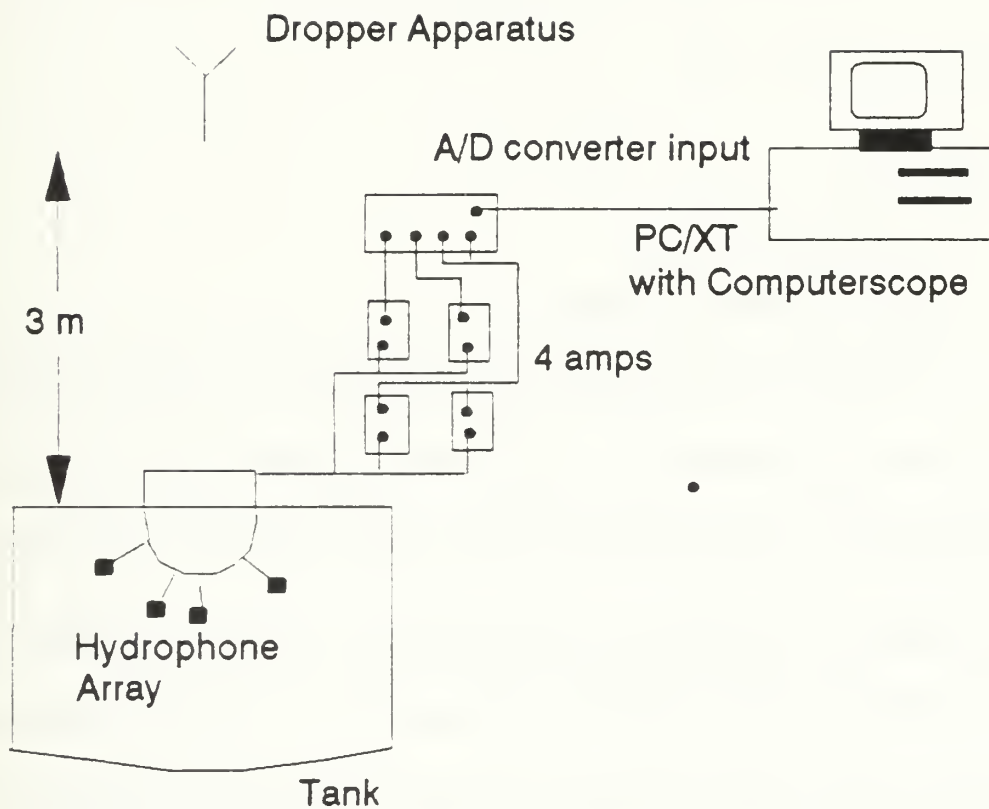 Dropper Apparatus
A/D converter input
PC/XT
with Computerscope
3 m
4 amps
Hydrophone
Array
Tank